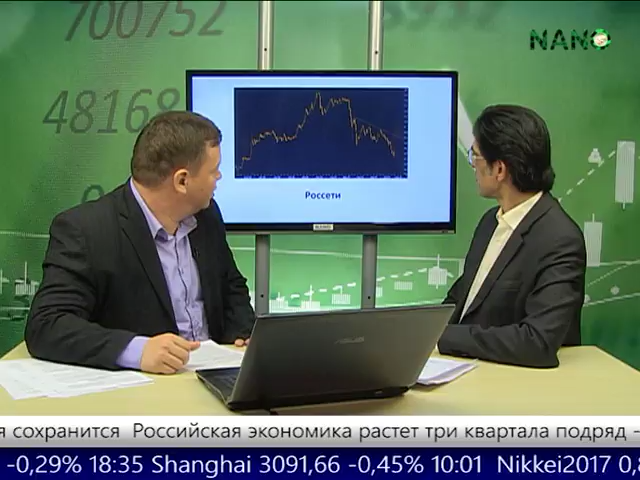 700752
NANO
48168
Россети
ASUS
я сохранится Российская экономика растет три квартала подряд -
-0,29% 18:35 Shanghai 3091,66 -0,45% 10:01 Nikkei2017 0,8